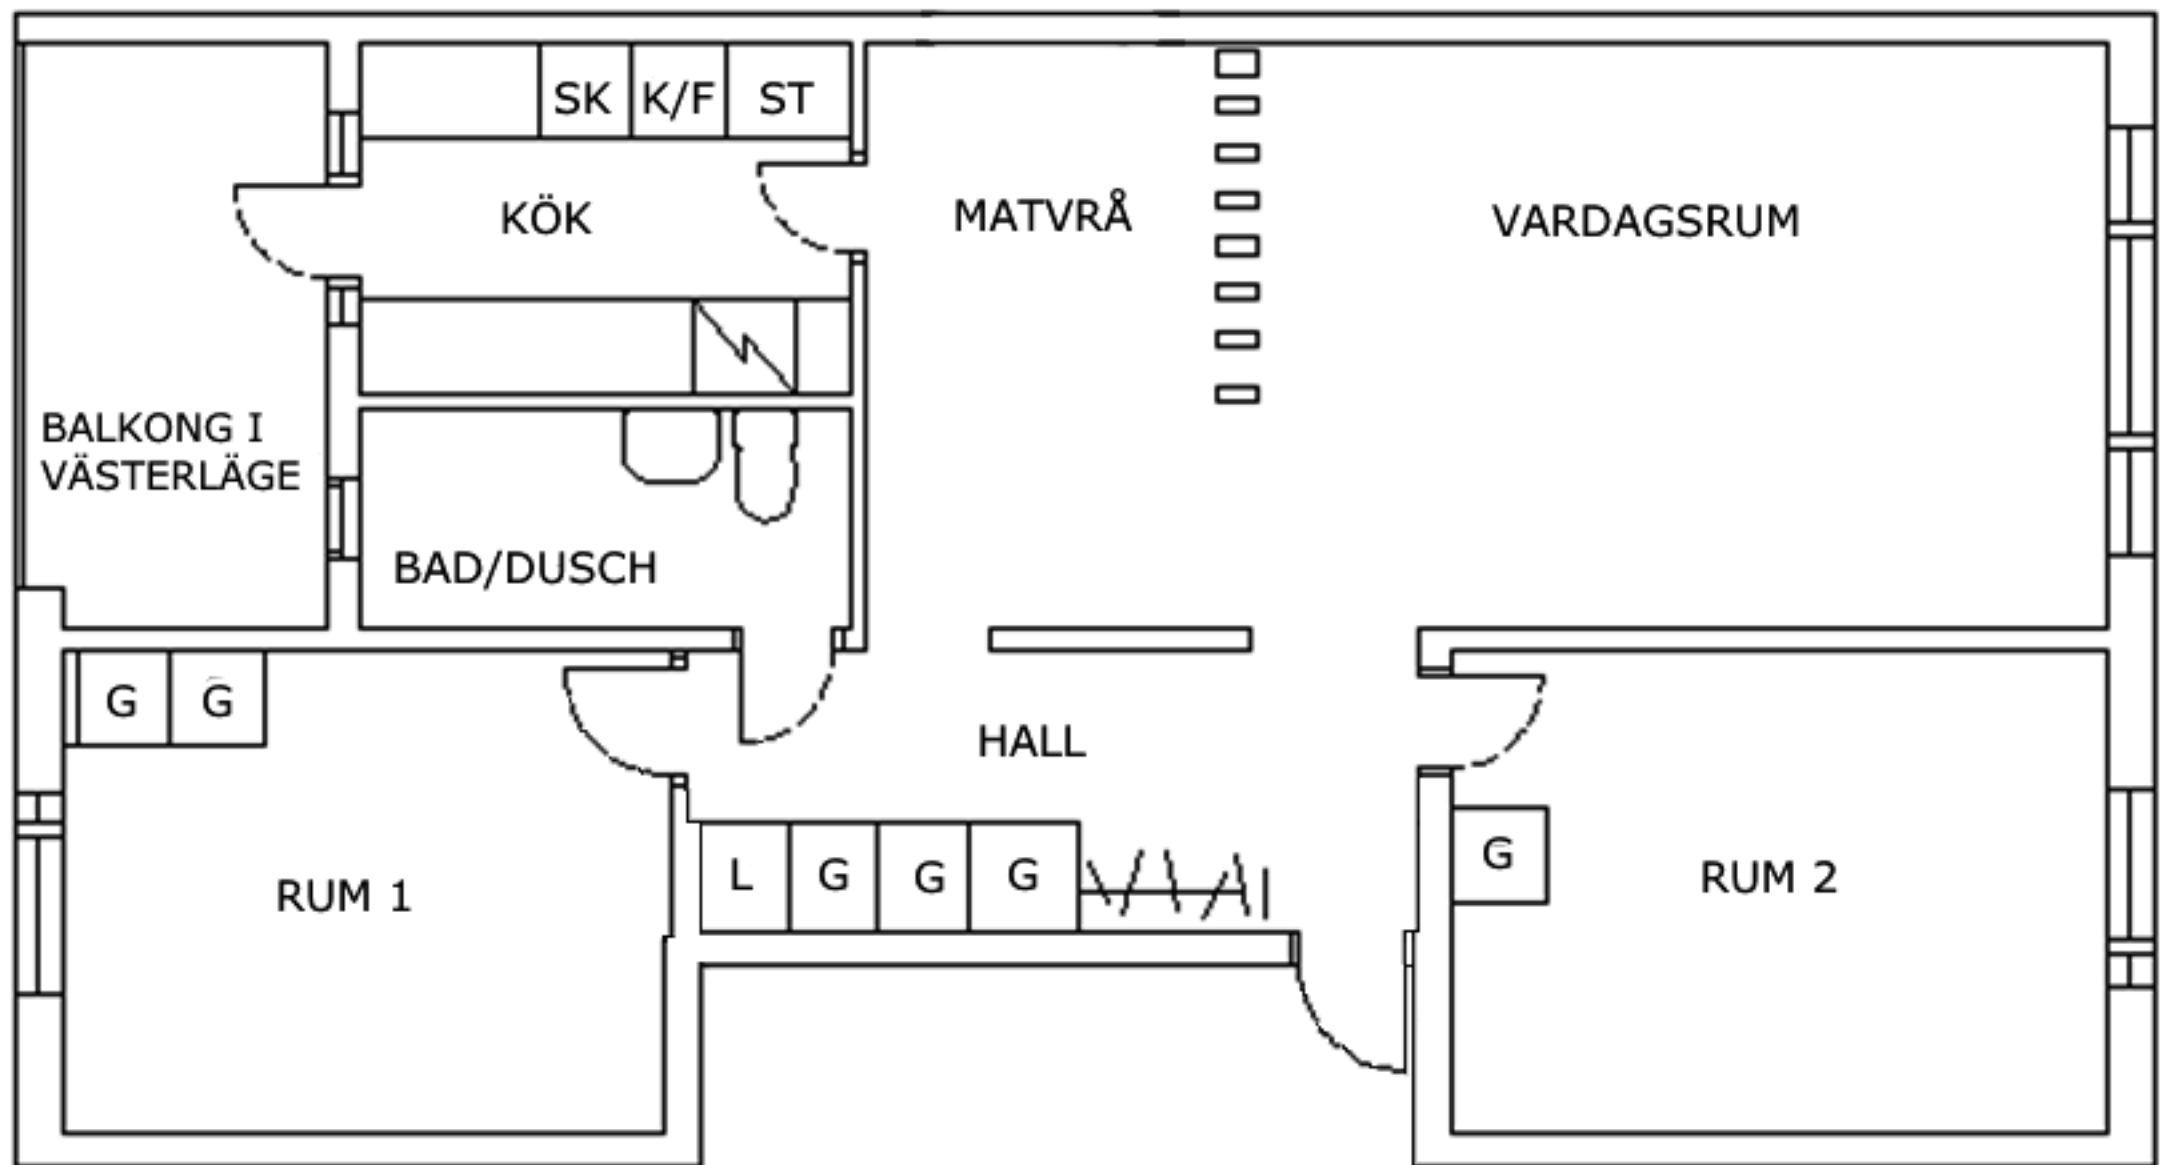 SK K/F ST
KÖK
MATVRÅ
VARDAGSRUM
BALKONG I
VÄSTERLÄGE
BAD/DUSCH
G G
HALL
L G G G
G
RUM 1
RUM 2